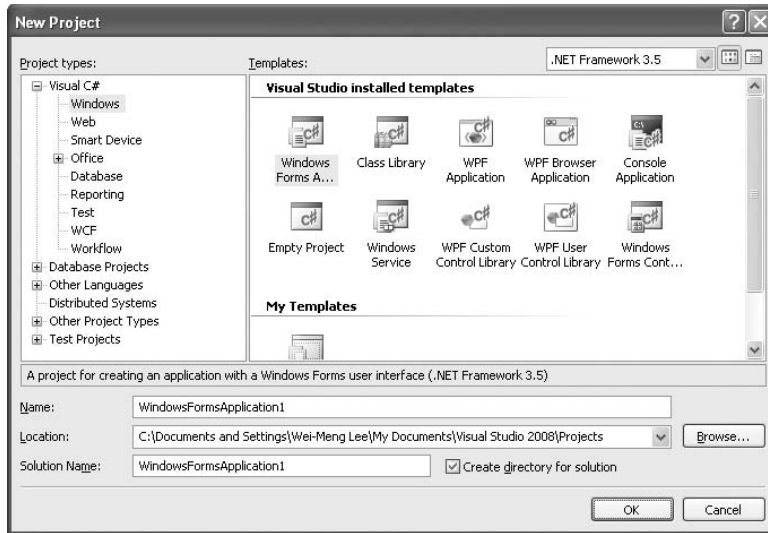 New Project
Project types:
Templates:
.NET Framework 3.5
Visual C#
Windows
Web
Smart Device
Office
Database
Reporting
Test
WCF
Workflow
Database Projects
Other Languages
Distributed Systems
Other Project Types
Test Projects
Visual Studio installed templates
Windows Forms A...
Class Library
WPF Application
WPF Browser Application
Console Application
Empty Project
Windows Service
WPF Custom Control Library
WPF User Control Library
Windows Forms Cont...
My Templates
A project for creating an application with a Windows Forms user interface (.NET Framework 3.5)
Name:
WindowsFormsApplication1
Location:
C:\Documents and Settings\Wei-Meng Lee\My Documents\Visual Studio 2008\Projects
Browse...
Solution Name:
WindowsFormsApplication1
Create directory for solution
OK
Cancel